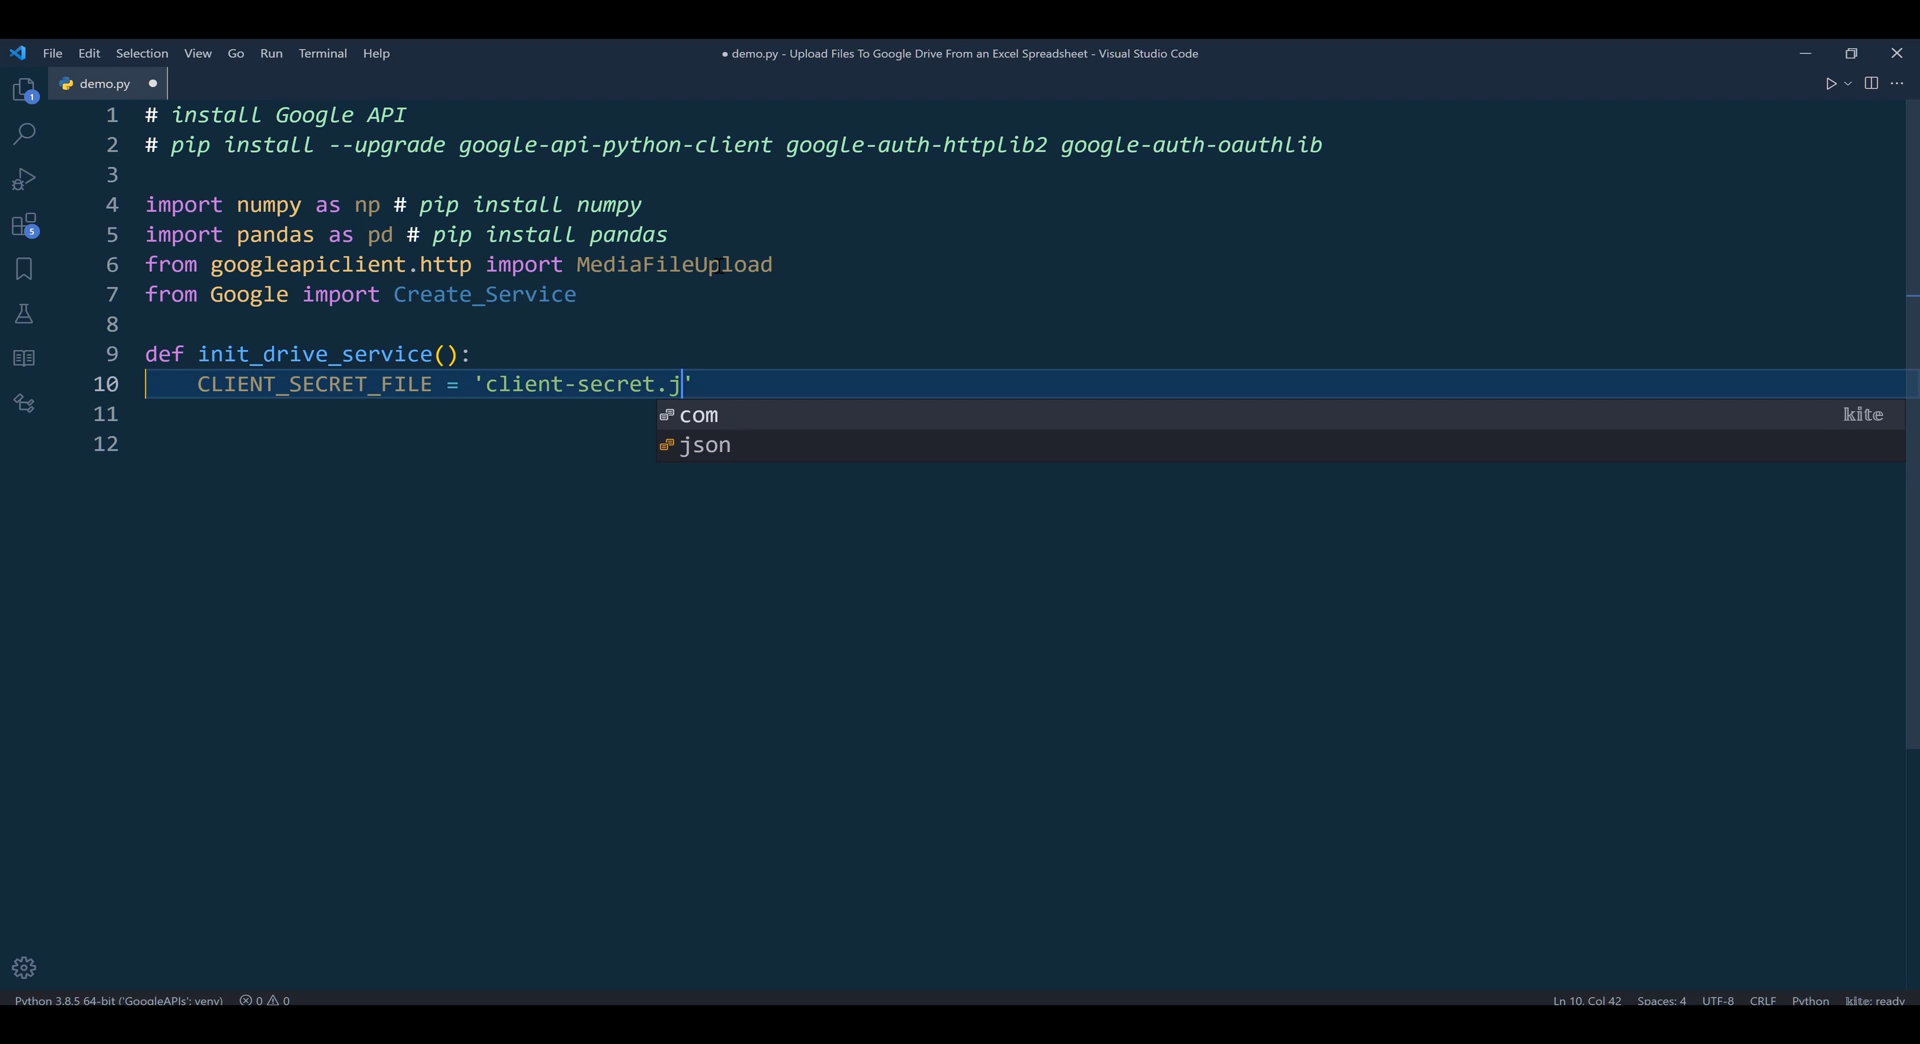 File Edit Selection View Go Run Terminal Help
● demo.py - Upload Files To Google Drive From an Excel Spreadsheet - Visual Studio Code
demo.py
1 # install Google API
2 # pip install --upgrade google-api-python-client google-auth-httplib2 google-auth-oauthlib
3
4 import numpy as np # pip install numpy
5 import pandas as pd # pip install pandas
6 from googleapiclient.http import MediaFileUpload
7 from Google import Create_Service
8
9 def init_drive_service():
10 CLIENT_SECRET_FILE = 'client-secret.j'
11 com kite
json
12
1
5
Python 3.8.5 64-bit ('GoogleAPIs': venv) 0 0 Ln 10, Col 42 Spaces: 4 UTF-8 CRLF Python kite: ready